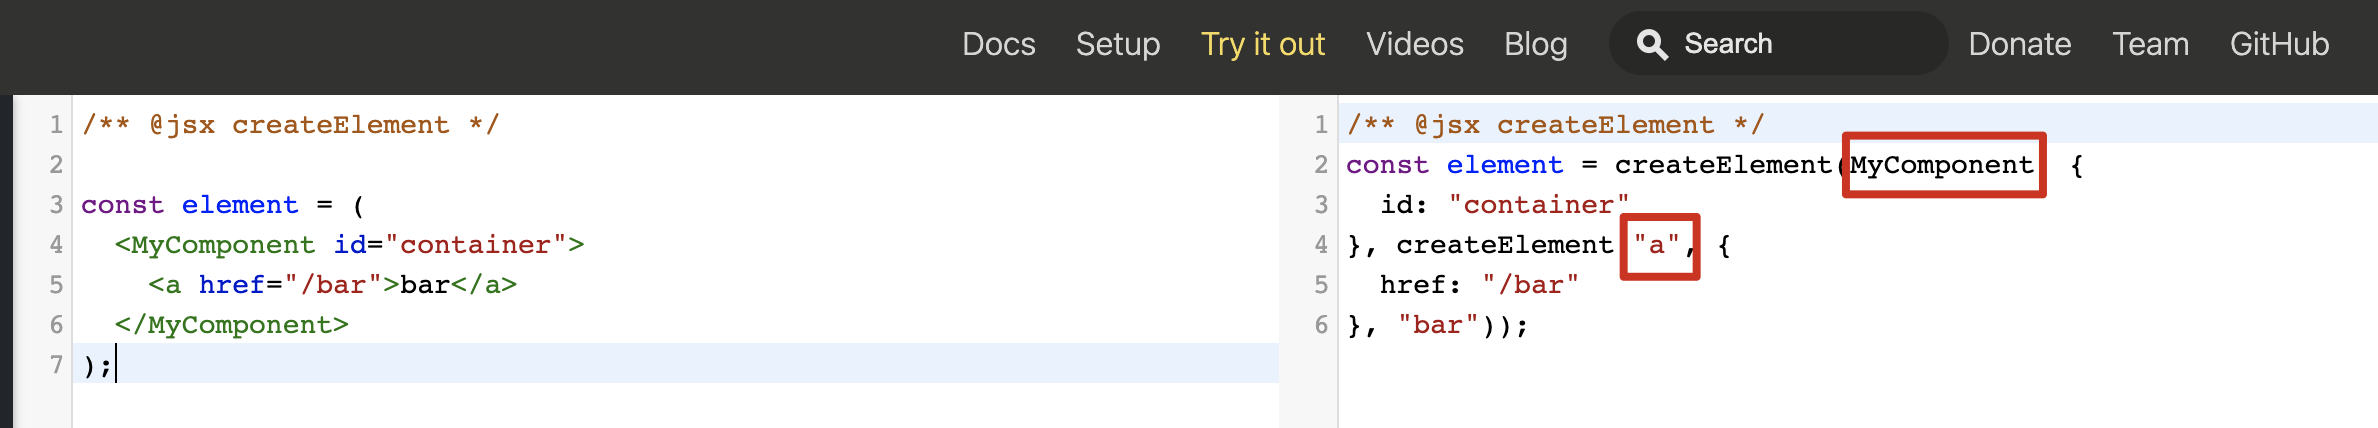 Docs Setup Try it out Videos Blog Search Donate Team GitHub
1 /** @jsx createElement */
2
3 const element = (
4 <MyComponent id="container">
5 <a href="/bar">bar</a>
6 </MyComponent>
7 );
1 /** @jsx createElement */
2 const element = createElement(MyComponent {
3 id: "container"
4 }, createElement "a", {
5 href: "/bar"
6 }, "bar"));